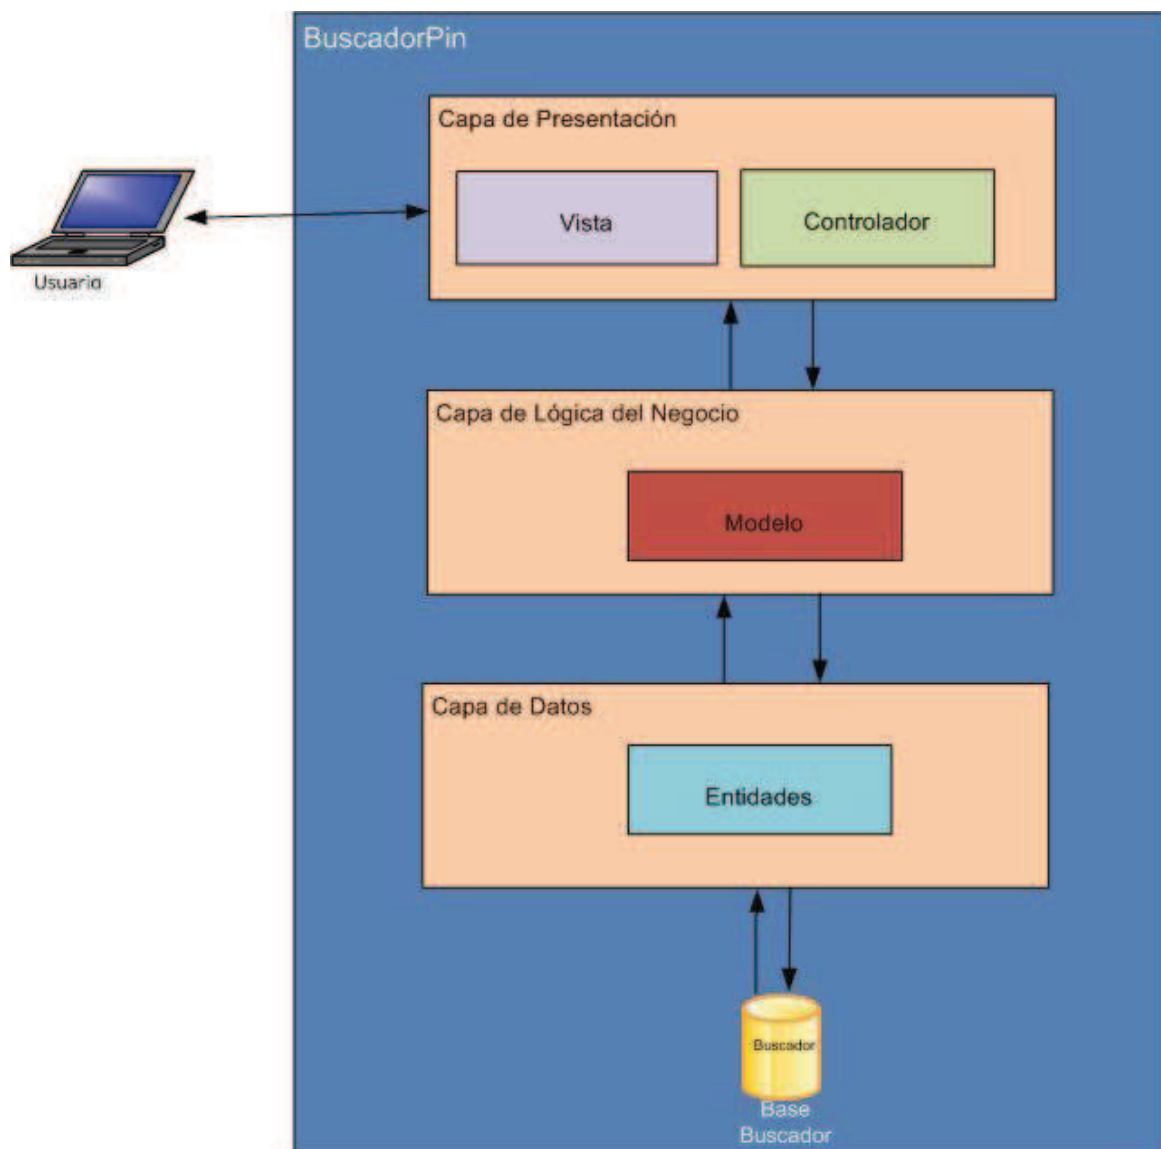 BuscadorPin
Capa de Presentación
Vista
Controlador
Usuario
Capa de Lógica del Negocio
Modelo
Capa de Datos
Entidades
Buscador
Base
Buscador